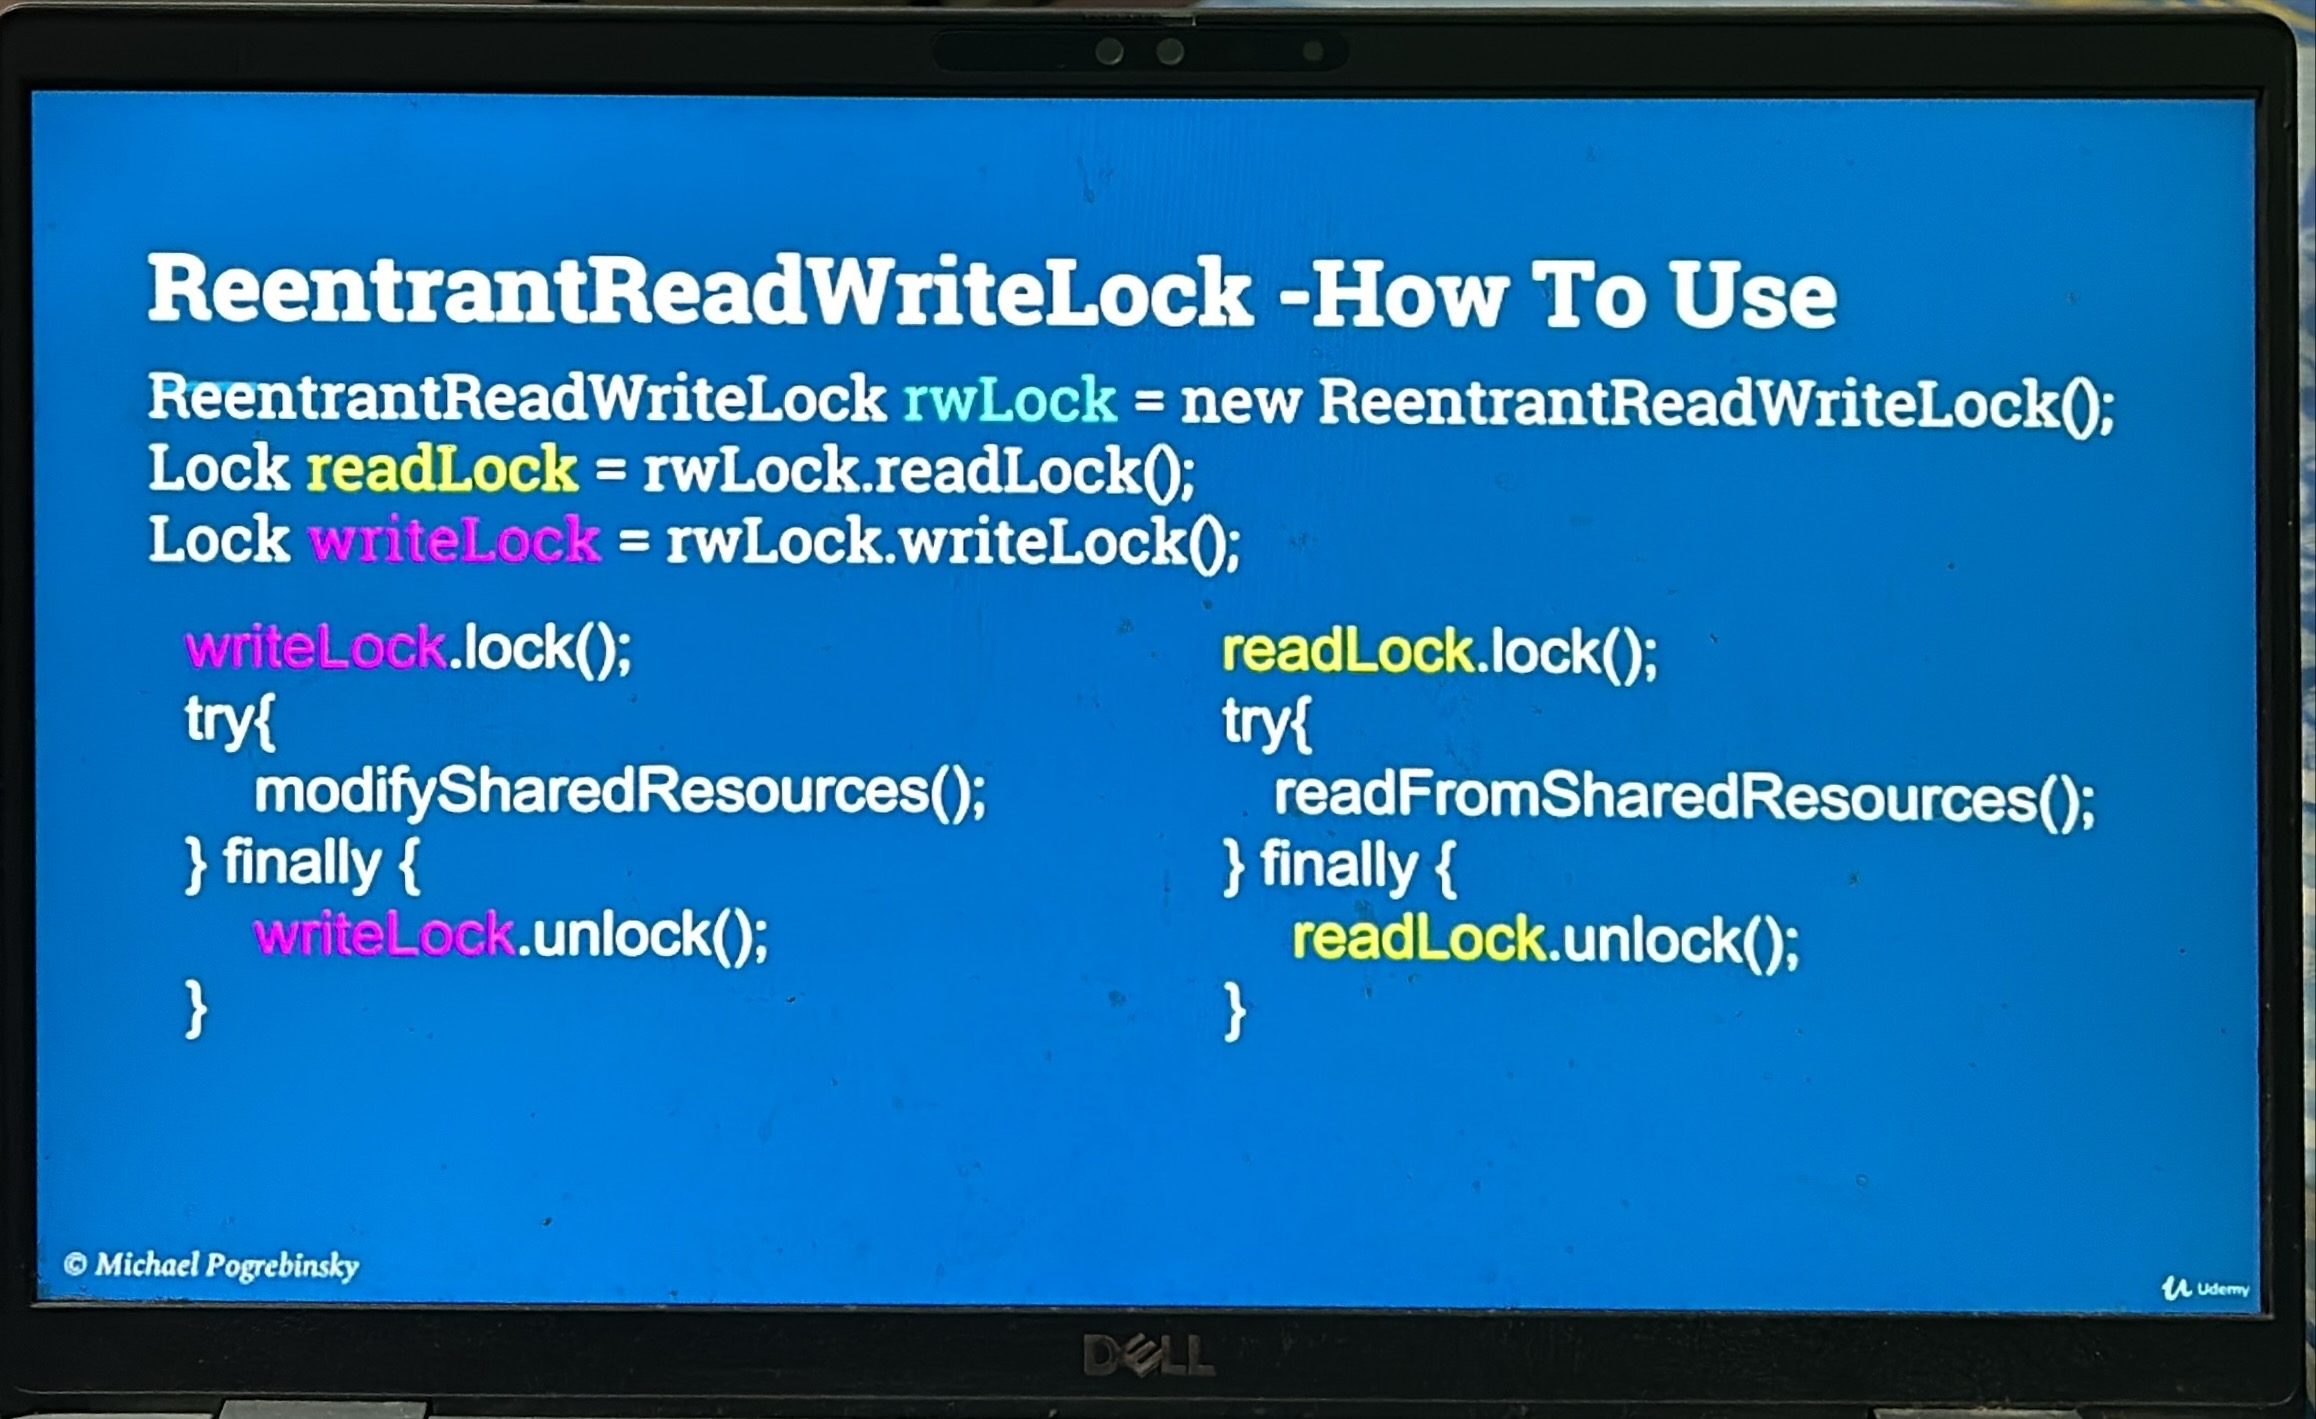 ReentrantReadWriteLock -How To Use
ReentrantReadWriteLock rwLock = new ReentrantReadWriteLock();
Lock readLock = rwLock.readLock();
Lock writeLock = rwLock.writeLock();
writeLock.lock();
try{
modifySharedResources();
} finally {
writeLock.unlock();
}
readLock.lock();
try{
readFromSharedResources();
} finally {
readLock.unlock();
}
© Michael Pogrebinsky
Udemy
DELL